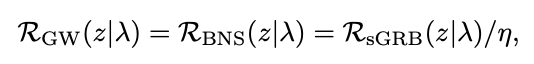 ℛ_GW(z|λ) = ℛ_BNS(z|λ) = ℛ_sGRB(z|λ)/η,